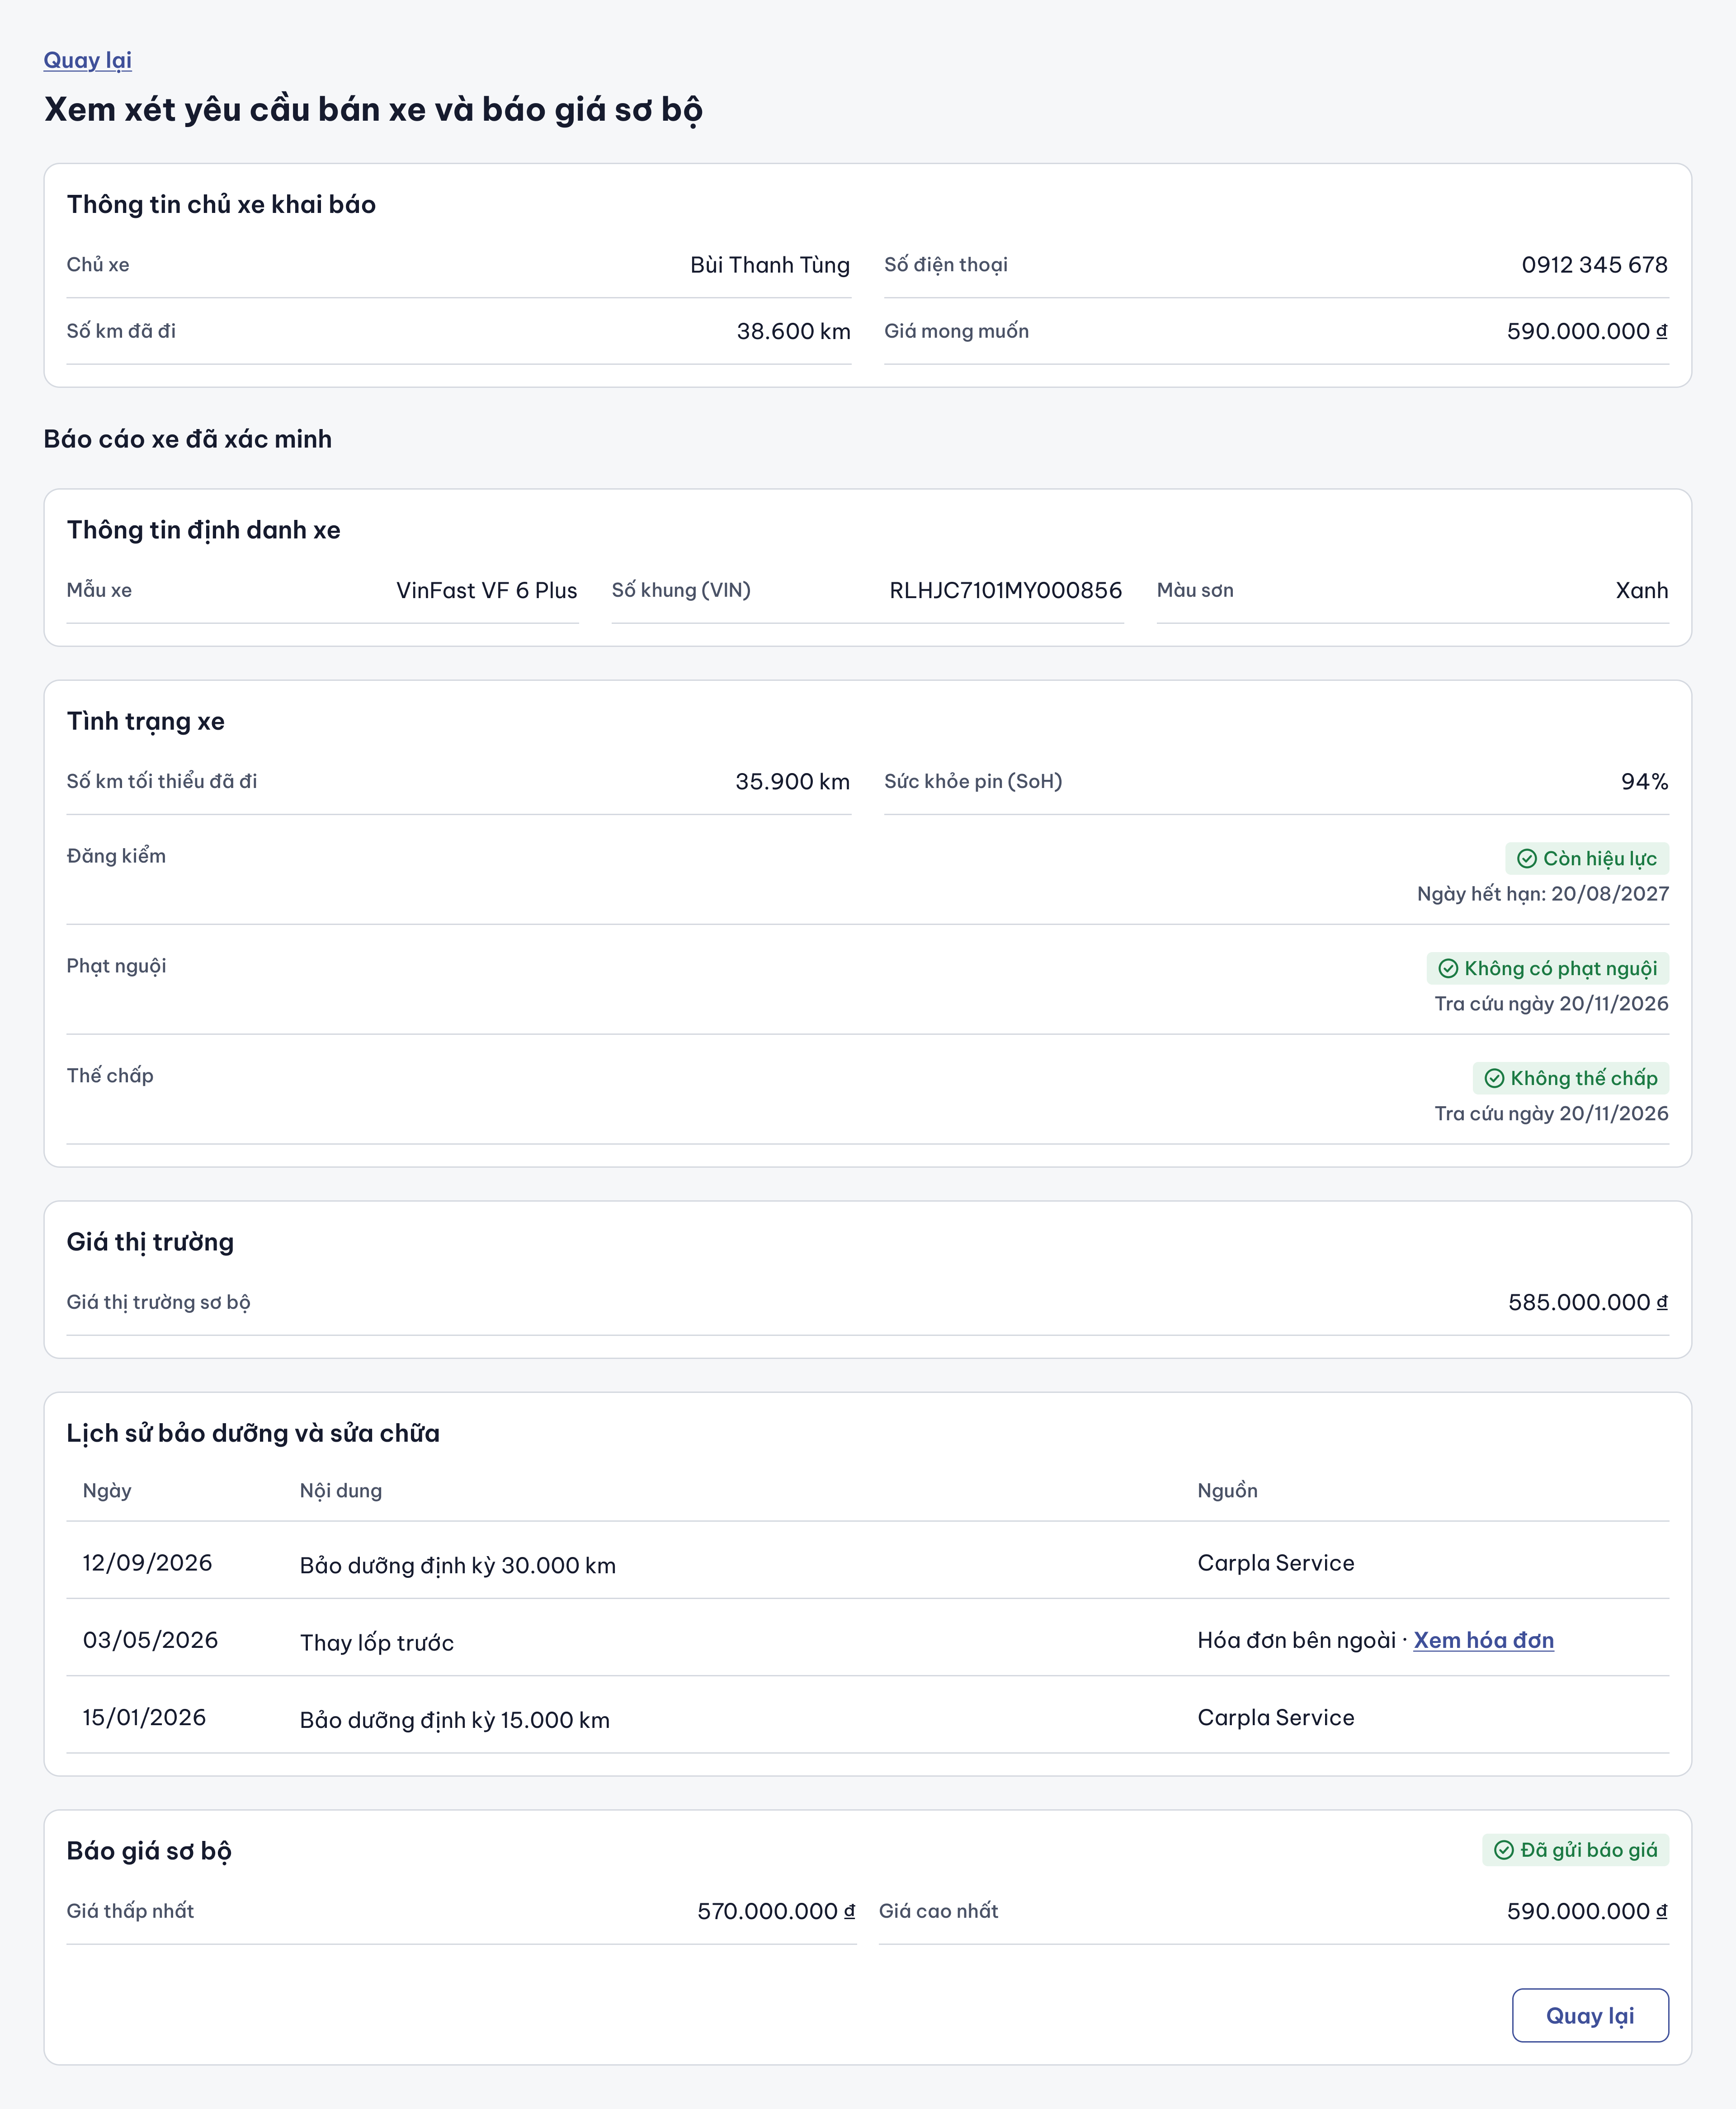 Quay lại
Xem xét yêu cầu bán xe và báo giá sơ bộ
Thông tin chủ xe khai báo
Chủ xe Bùi Thanh Tùng Số điện thoại 0912 345 678
Số km đã đi 38.600 km Giá mong muốn 590.000.000 ₫
Báo cáo xe đã xác minh
Thông tin định danh xe
Mẫu xe VinFast VF 6 Plus Số khung (VIN) RLHJC7101MY000856 Màu sơn Xanh
Tình trạng xe
Số km tối thiểu đã đi 35.900 km Sức khỏe pin (SoH) 94%
Đăng kiểm Còn hiệu lực
Ngày hết hạn: 20/08/2027
Phạt nguội Không có phạt nguội
Tra cứu ngày 20/11/2026
Thế chấp Không thế chấp
Tra cứu ngày 20/11/2026
Giá thị trường
Giá thị trường sơ bộ 585.000.000 ₫
Lịch sử bảo dưỡng và sửa chữa
Ngày Nội dung Nguồn
12/09/2026 Bảo dưỡng định kỳ 30.000 km Carpla Service
03/05/2026 Thay lốp trước Hóa đơn bên ngoài · Xem hóa đơn
15/01/2026 Bảo dưỡng định kỳ 15.000 km Carpla Service
Báo giá sơ bộ Đã gửi báo giá
Giá thấp nhất 570.000.000 ₫ Giá cao nhất 590.000.000 ₫
Quay lại